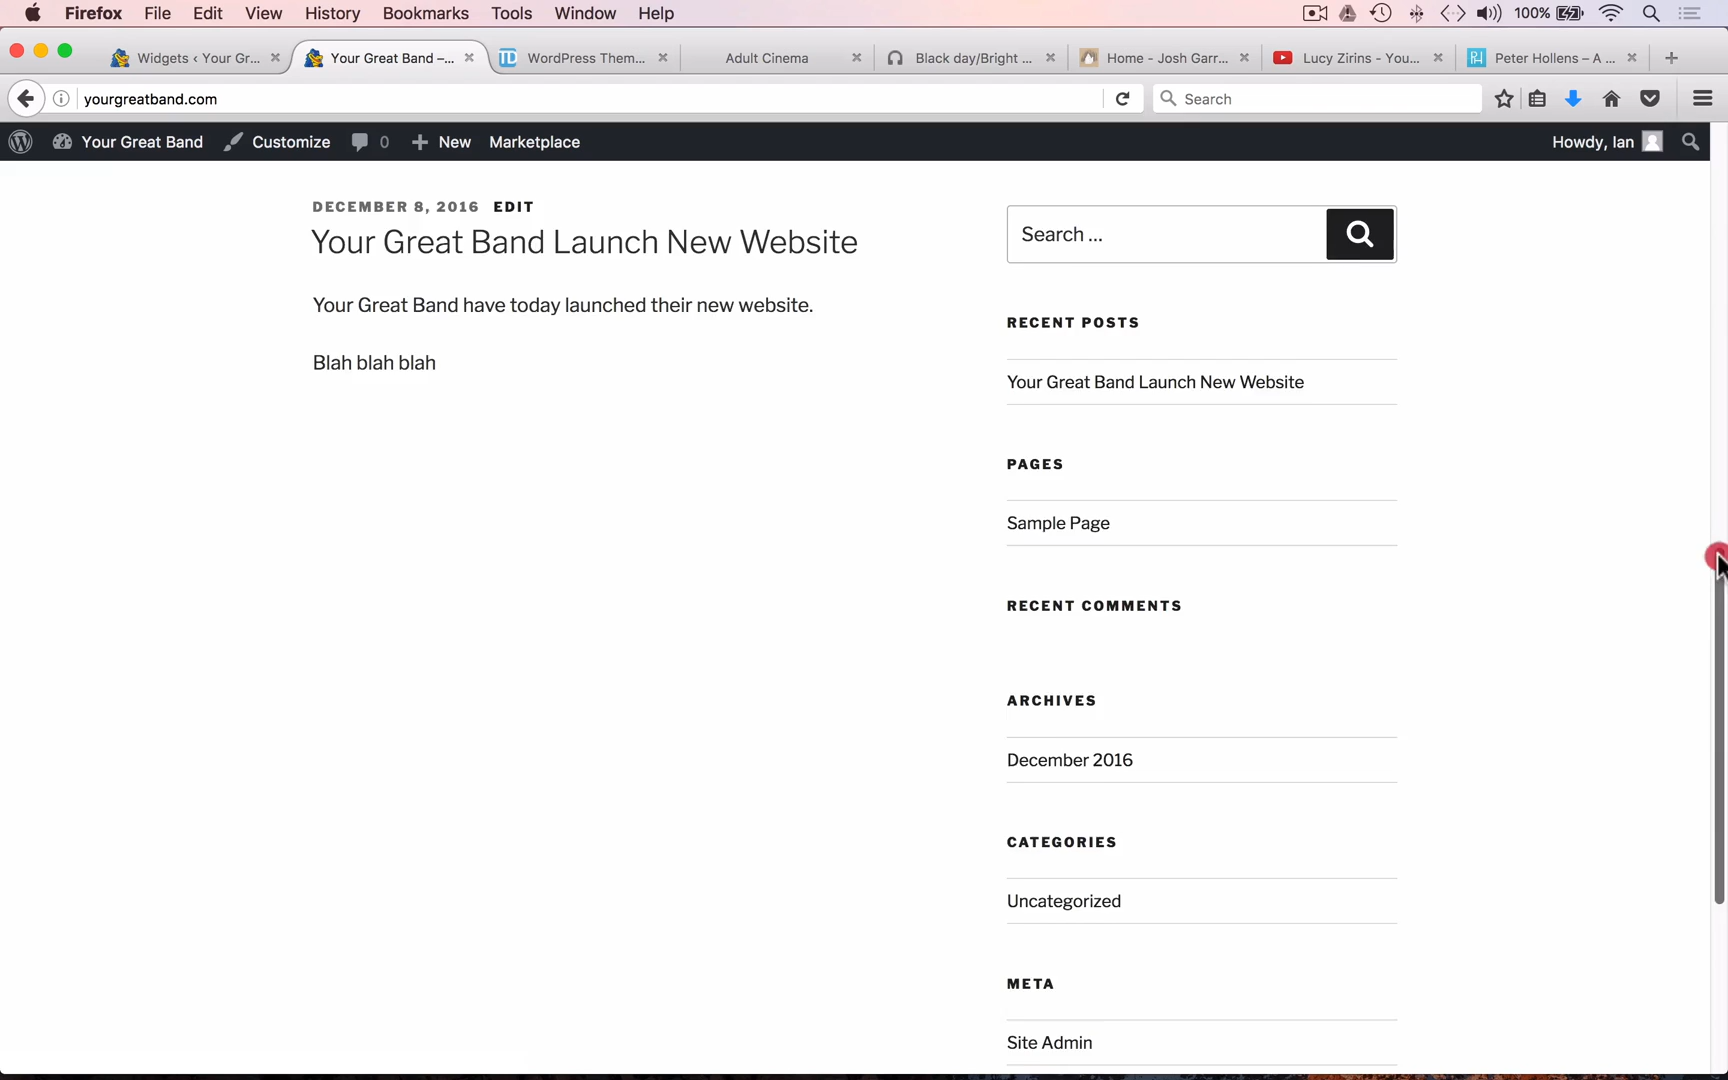 Firefox File Edit View History Bookmarks Tools Window Help 100%
Widgets ‹ Your Gr... Your Great Band –... WordPress Them... Adult Cinema Black day/Bright ... Home - Josh Garr... Lucy Zirins - You... Peter Hollens – A ...
yourgreatband.com Search
Your Great Band Customize 0 New Marketplace Howdy, Ian
DECEMBER 8, 2016 EDIT
Your Great Band Launch New Website
Your Great Band have today launched their new website.
Blah blah blah
Search ...
RECENT POSTS
Your Great Band Launch New Website
PAGES
Sample Page
RECENT COMMENTS
ARCHIVES
December 2016
CATEGORIES
Uncategorized
META
Site Admin